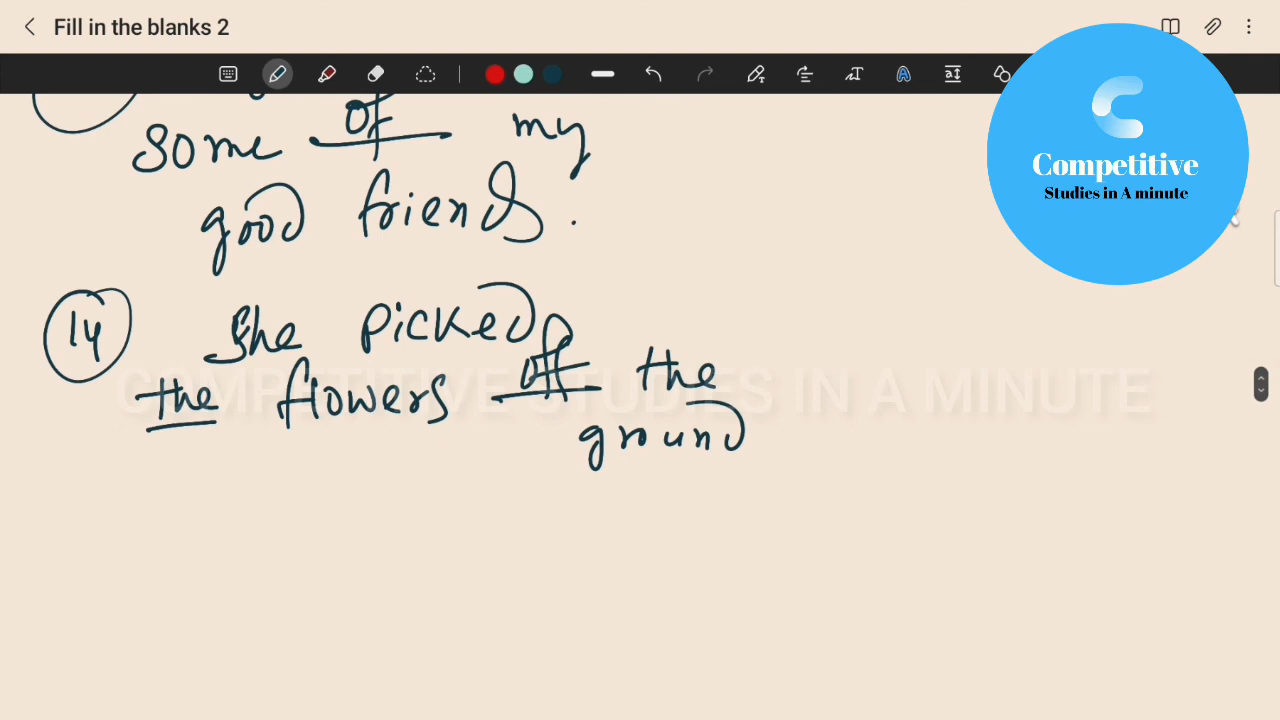 Fill in the blanks 2
Competitive
Studies in A minute
some of my
good friends.
14 She picked
the flowers off the
ground
COMPETITIVE STUDIES IN A MINUTE